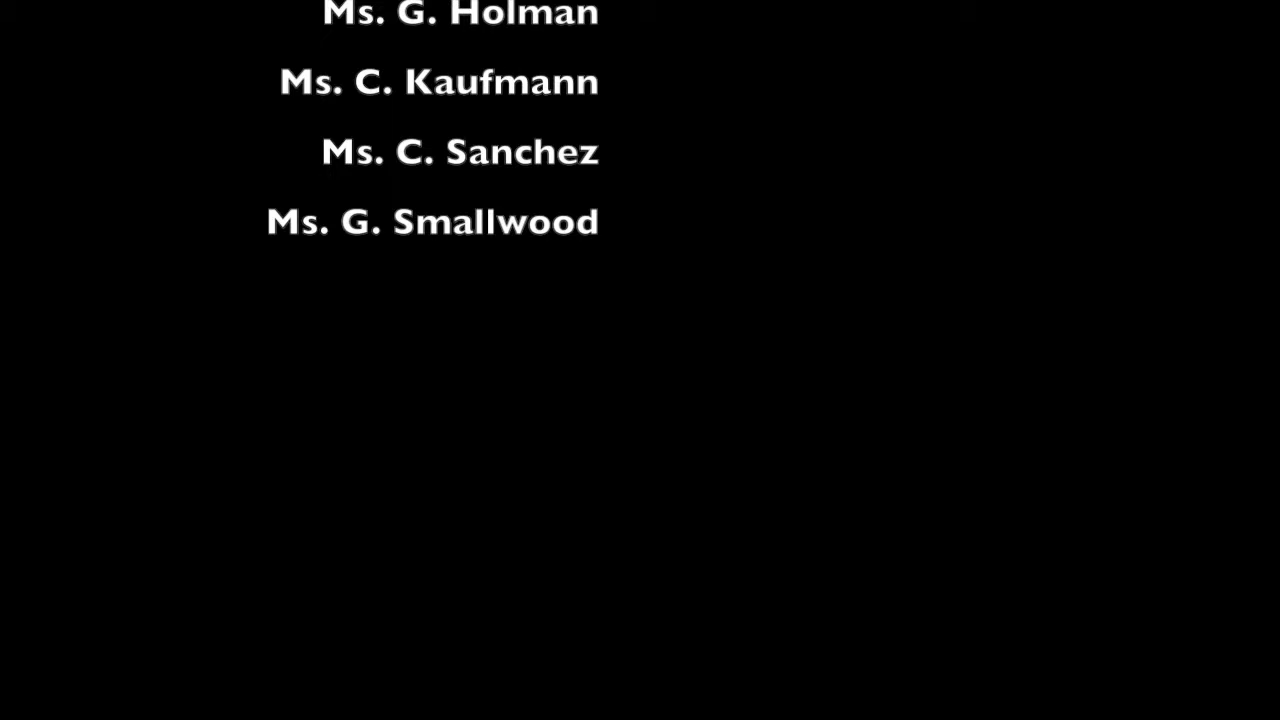 Ms. G. Holman
Ms. C. Kaufmann
Ms. C. Sanchez
Ms. G. Smallwood